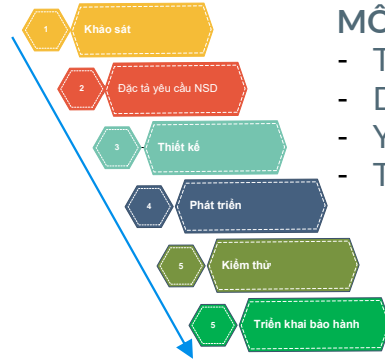 MÔ
1 Khảo sát
- T
2 Đặc tả yêu cầu NSD
- D
- Y
3 Thiết kế
- T
4 Phát triển
5 Kiểm thử
5 Triển khai bảo hành